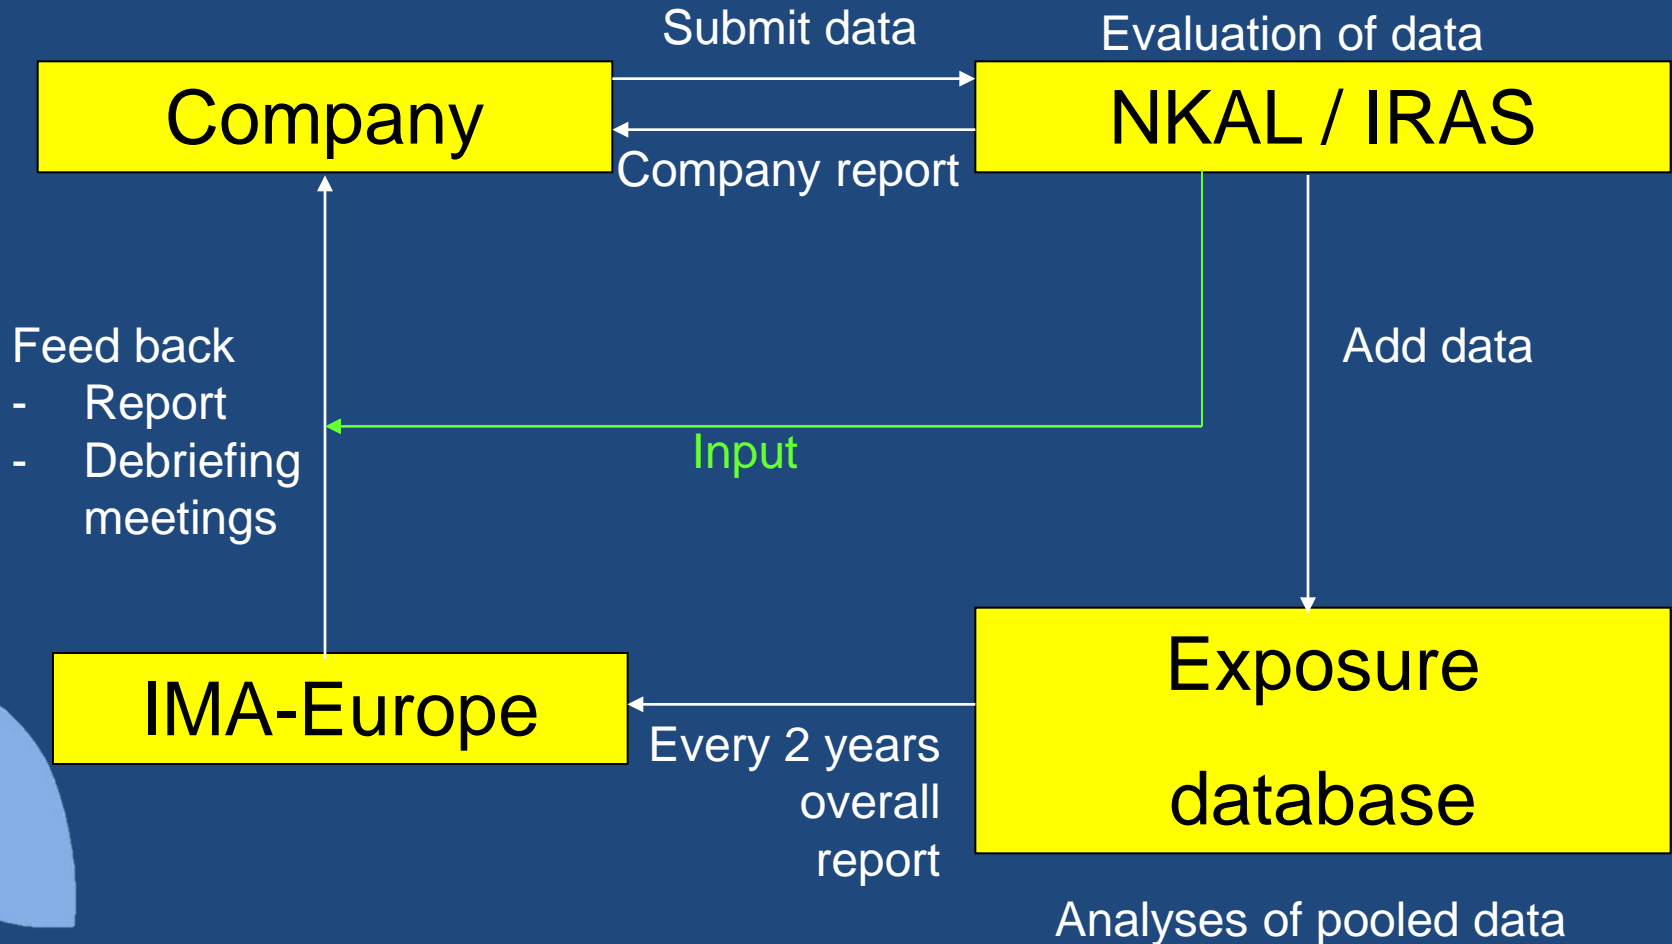 Submit data
Evaluation of data
Company
NKAL / IRAS
Company report
Feed back
- Report
- Debriefing
meetings
Add data
Input
IMA-Europe
Every 2 years
overall
report
Exposure
database
Analyses of pooled data